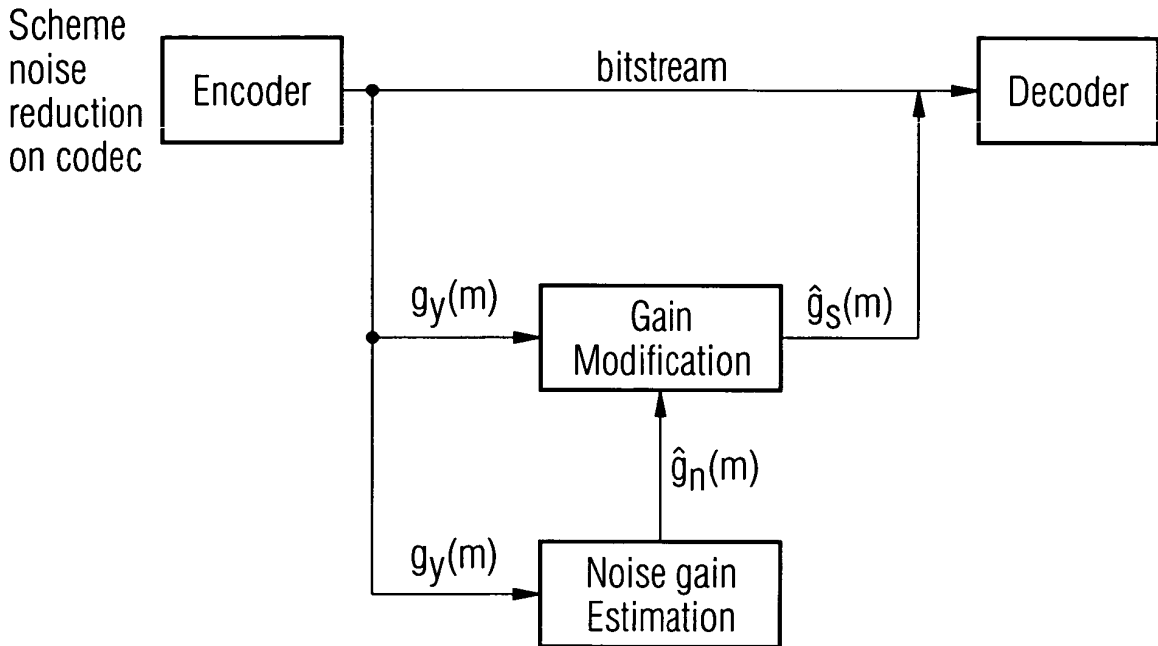 Scheme
noise
reduction
on codec
Encoder
bitstream
Decoder
gy(m)
Gain
Modification
ĝs(m)
ĝn(m)
gy(m)
Noise gain
Estimation